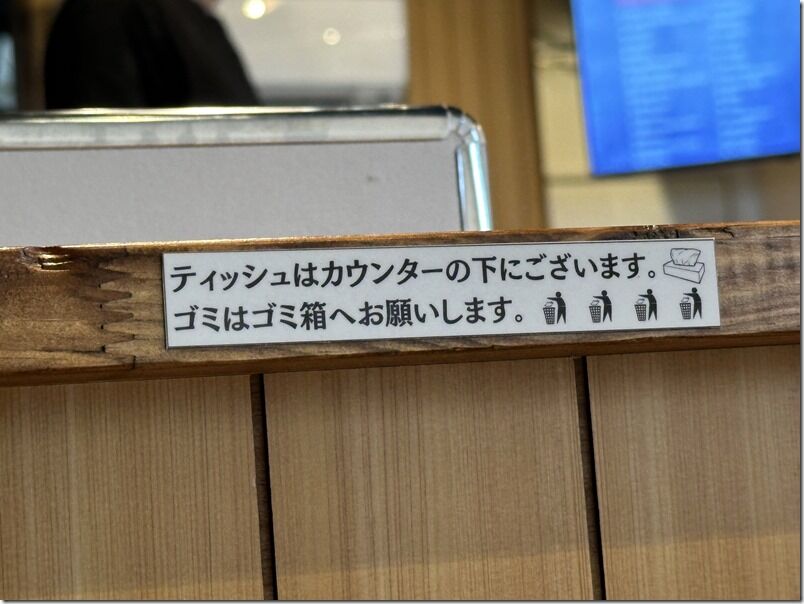 ティッシュはカウンターの下にございます。
ゴミはゴミ箱へお願いします。